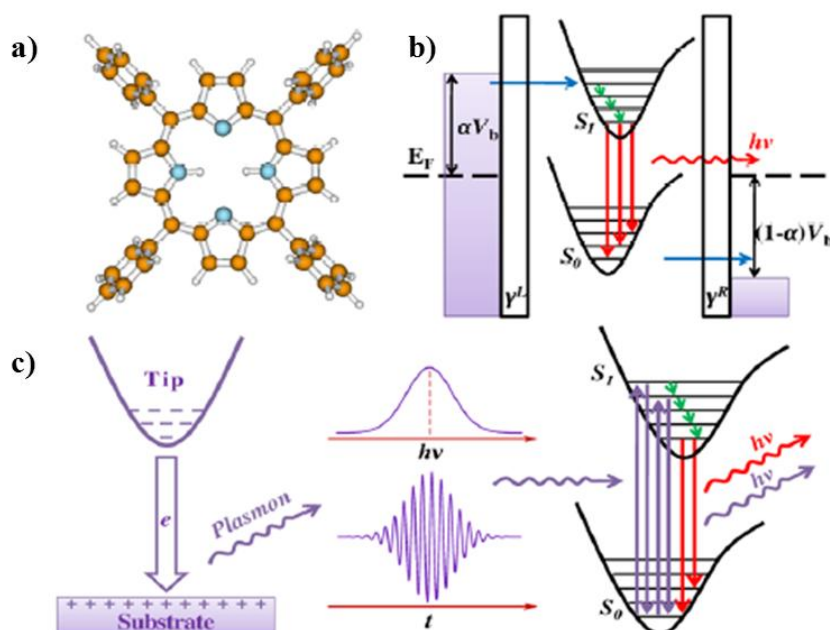 a)
b)
αV_b
E_F
S_1
S_0
hν
(1-α)V_b
γ^L
γ^R
c)
Tip
e
Plasmon
+ + + + + + + + + + +
Substrate
hν
t
S_1
S_0
hν
hν